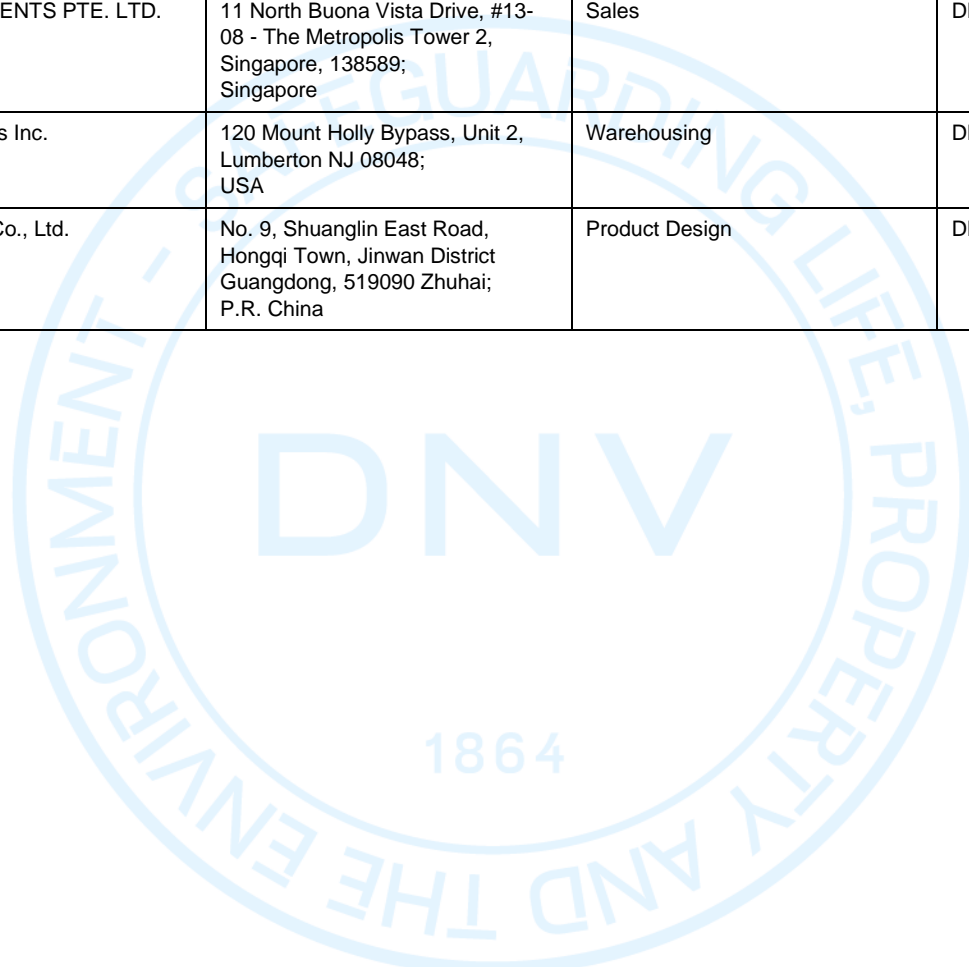 ENTS PTE. LTD.
11 North Buona Vista Drive, #13-
08 - The Metropolis Tower 2,
Singapore, 138589;
Singapore
Sales
s Inc.
120 Mount Holly Bypass, Unit 2,
Lumberton NJ 08048;
USA
Warehousing
Co., Ltd.
No. 9, Shuanglin East Road,
Hongqi Town, Jinwan District
Guangdong, 519090 Zhuhai;
P.R. China
Product Design
SAFEGUARDING LIFE, PROPERTY AND THE ENVIRONMENT -
DNV
1864